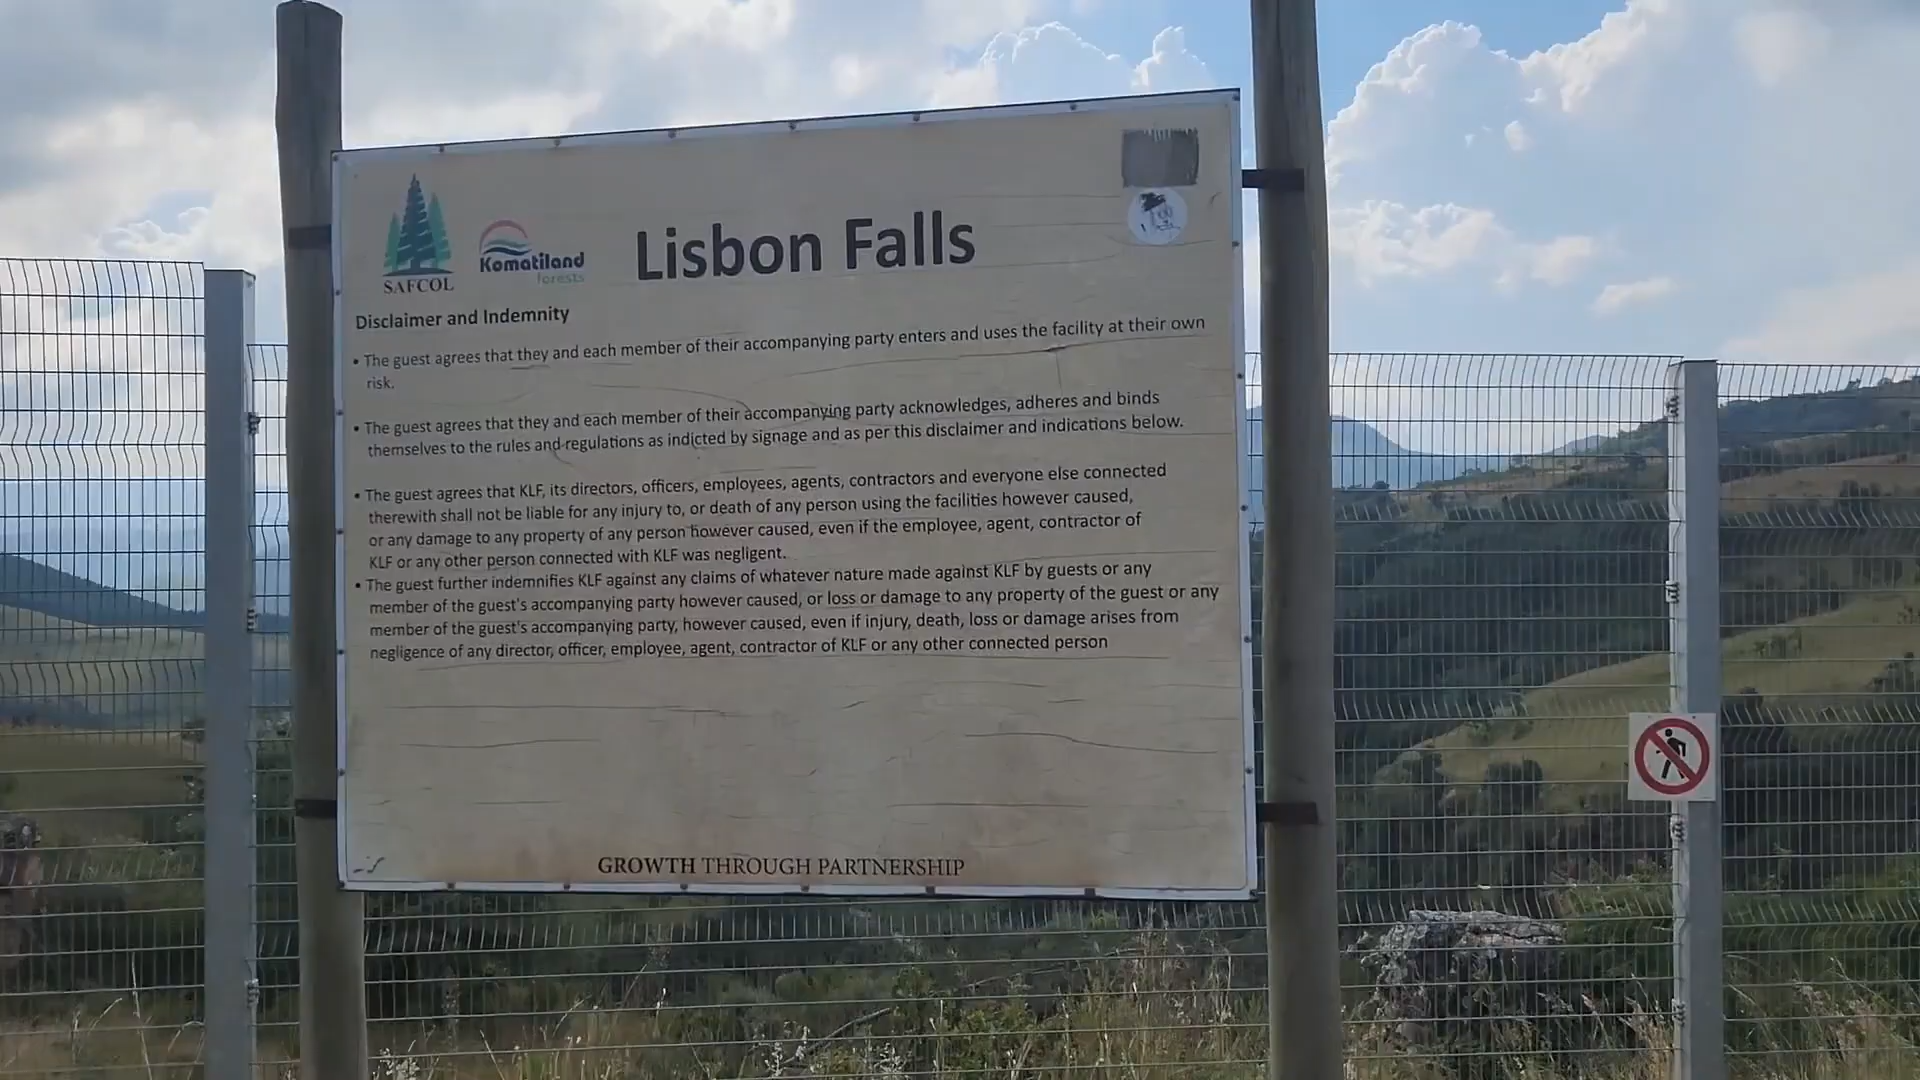 SAFCOL
Komatiland
forests
Lisbon Falls
Disclaimer and Indemnity
• The guest agrees that they and each member of their accompanying party enters and uses the facility at their own
risk.
• The guest agrees that they and each member of their accompanying party acknowledges, adheres and binds
themselves to the rules and regulations as indicted by signage and as per this disclaimer and indications below.
• The guest agrees that KLF, its directors, officers, employees, agents, contractors and everyone else connected
therewith shall not be liable for any injury to, or death of any person using the facilities however caused,
or any damage to any property of any person however caused, even if the employee, agent, contractor of
KLF or any other person connected with KLF was negligent.
• The guest further indemnifies KLF against any claims of whatever nature made against KLF by guests or any
member of the guest's accompanying party however caused, or loss or damage to any property of the guest or any
member of the guest's accompanying party, however caused, even if injury, death, loss or damage arises from
negligence of any director, officer, employee, agent, contractor of KLF or any other connected person
GROWTH THROUGH PARTNERSHIP